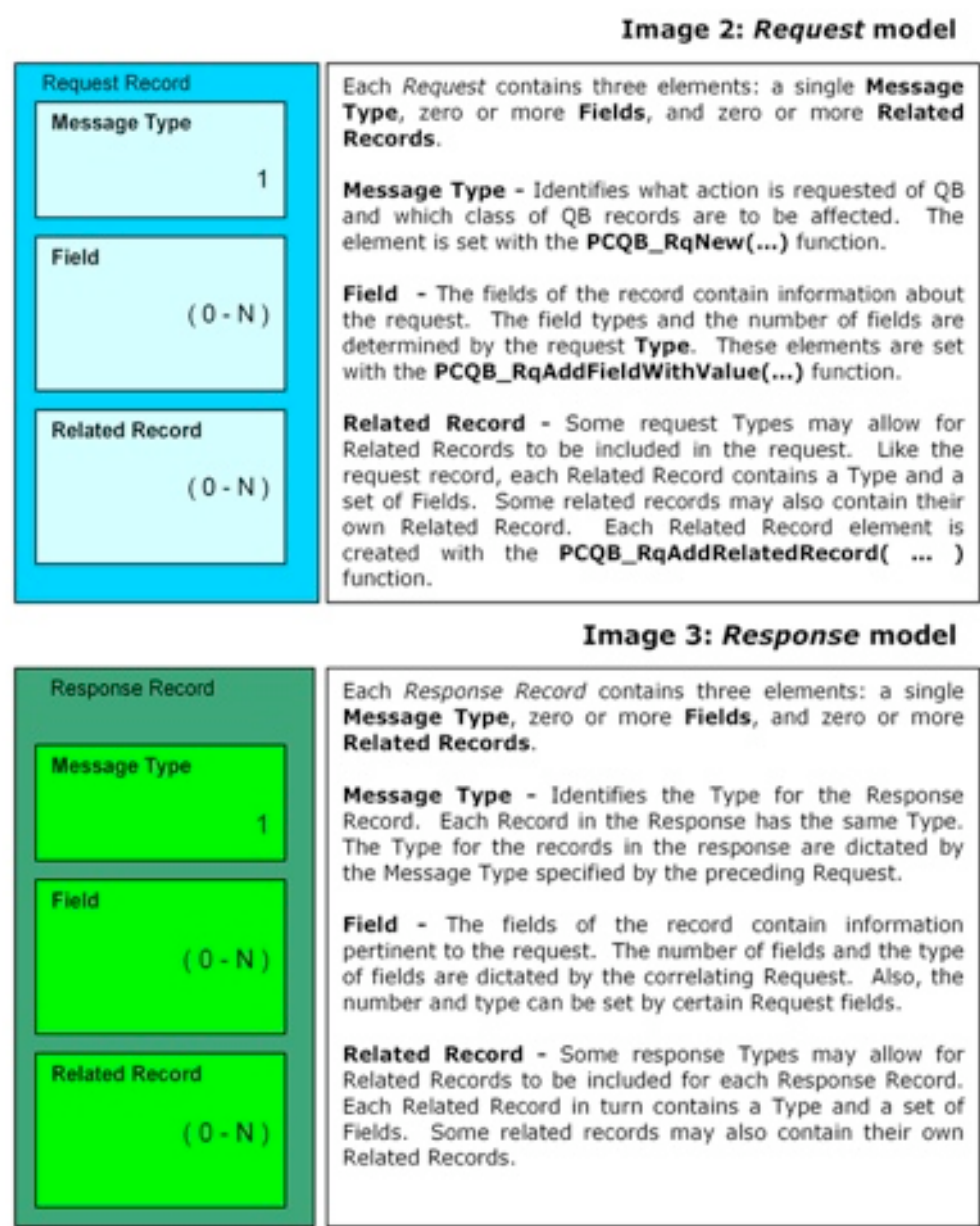 Image 2: Request model
Request Record
Message Type
1
Field
( 0 - N )
Related Record
( 0 - N )
Each Request contains three elements: a single Message
Type, zero or more Fields, and zero or more Related
Records.
Message Type - Identifies what action is requested of QB
and which class of QB records are to be affected. The
element is set with the PCQB_RqNew(...) function.
Field - The fields of the record contain information about
the request. The field types and the number of fields are
determined by the request Type. These elements are set
with the PCQB_RqAddFieldWithValue(...) function.
Related Record - Some request Types may allow for
Related Records to be included in the request. Like the
request record, each Related Record contains a Type and a
set of Fields. Some related records may also contain their
own Related Record. Each Related Record element is
created with the PCQB_RqAddRelatedRecord( ... )
function.
Image 3: Response model
Response Record
Message Type
1
Field
( 0 - N )
Related Record
( 0 - N )
Each Response Record contains three elements: a single
Message Type, zero or more Fields, and zero or more
Related Records.
Message Type - Identifies the Type for the Response
Record. Each Record in the Response has the same Type.
The Type for the records in the response are dictated by
the Message Type specified by the preceding Request.
Field - The fields of the record contain information
pertinent to the request. The number of fields and the type
of fields are dictated by the correlating Request. Also, the
number and type can be set by certain Request fields.
Related Record - Some response Types may allow for
Related Records to be included for each Response Record.
Each Related Record in turn contains a Type and a set of
Fields. Some related records may also contain their own
Related Records.